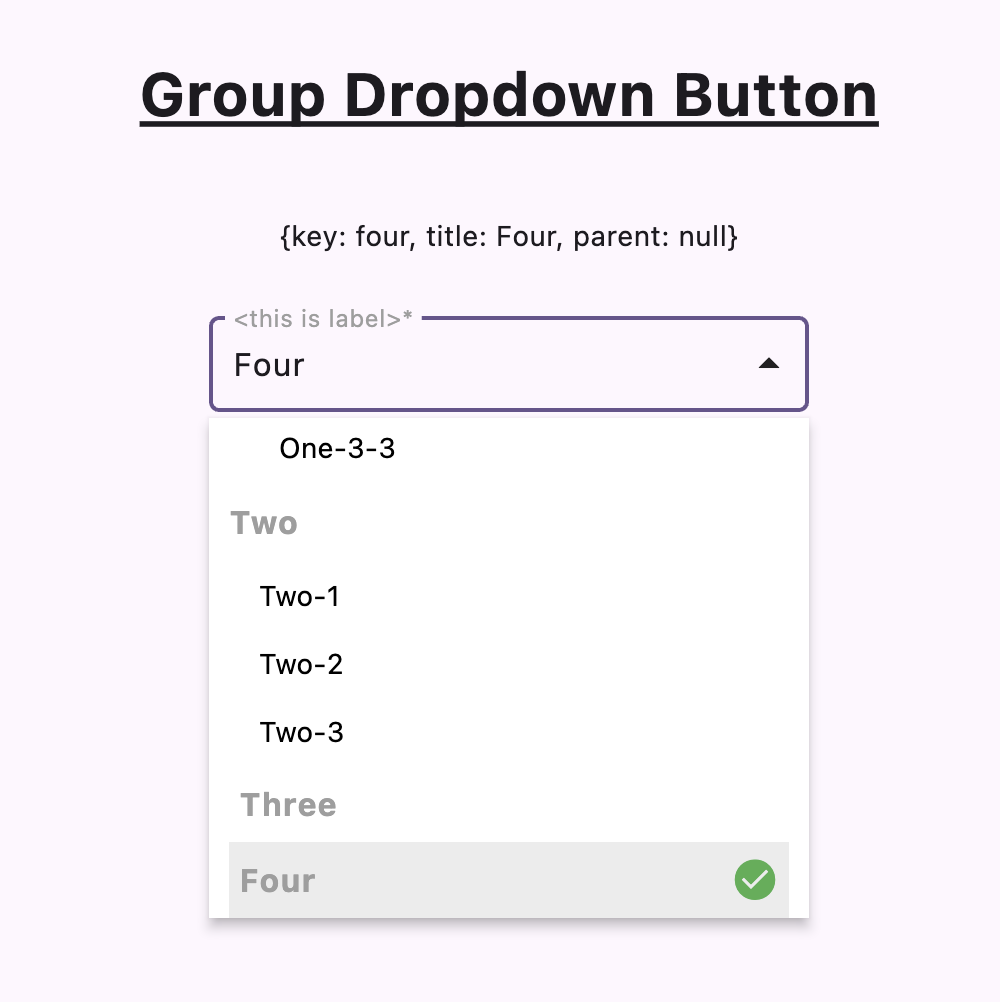 Group Dropdown Button
{key: four, title: Four, parent: null}
<this is label>*
Four
One-3-3
Two
Two-1
Two-2
Two-3
Three
Four